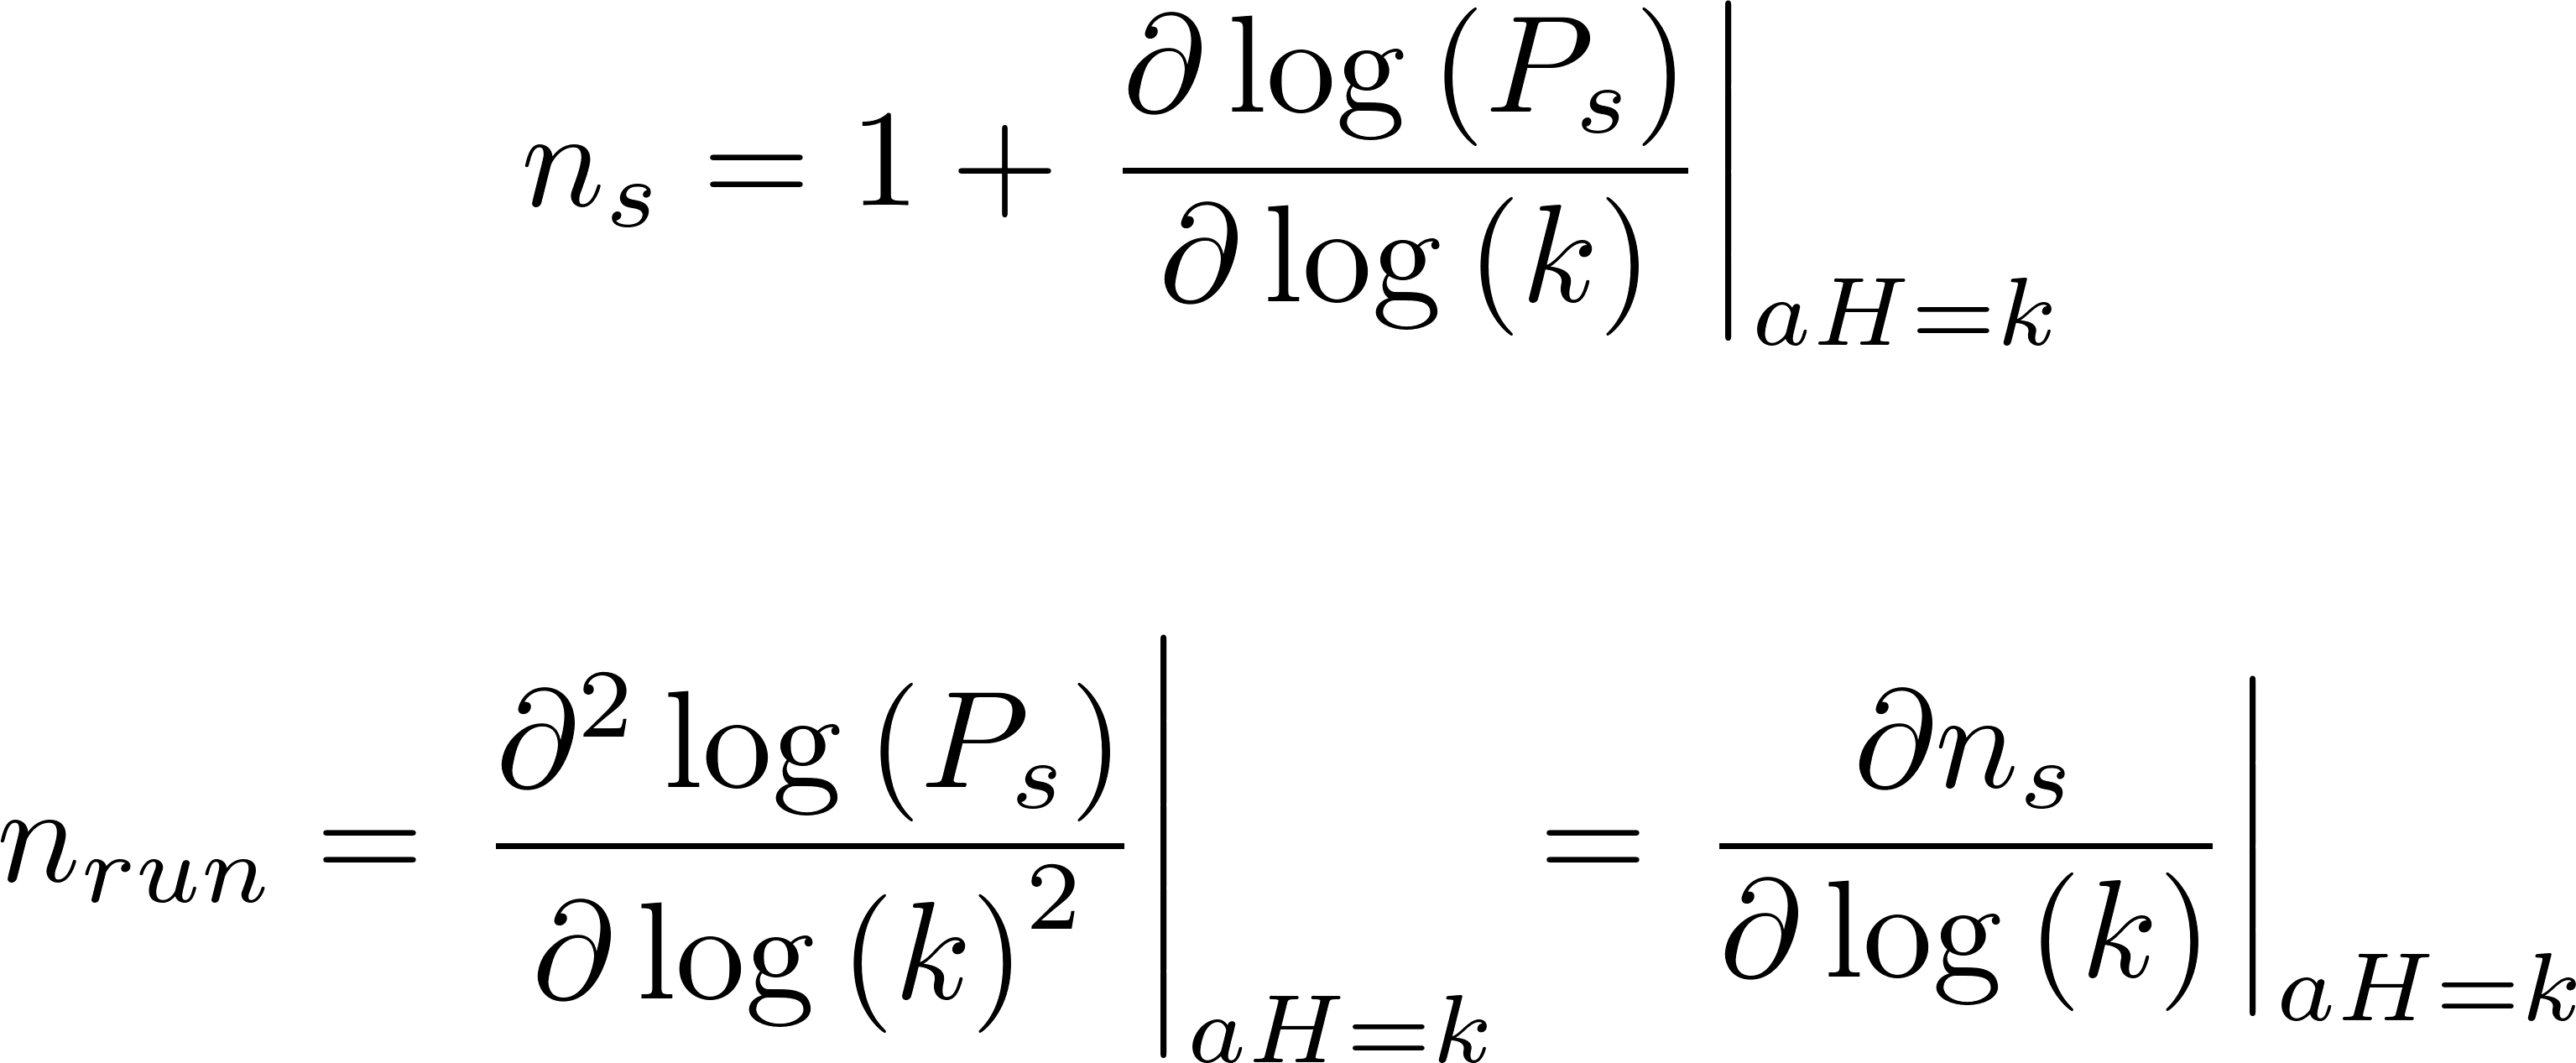 n_s = 1 + \frac{\partial \log (P_s)}{\partial \log (k)} \Big|_{aH=k}
n_{run} = \frac{\partial^2 \log (P_s)}{\partial \log (k)^2} \Big|_{aH=k} = \frac{\partial n_s}{\partial \log (k)} \Big|_{aH=k}